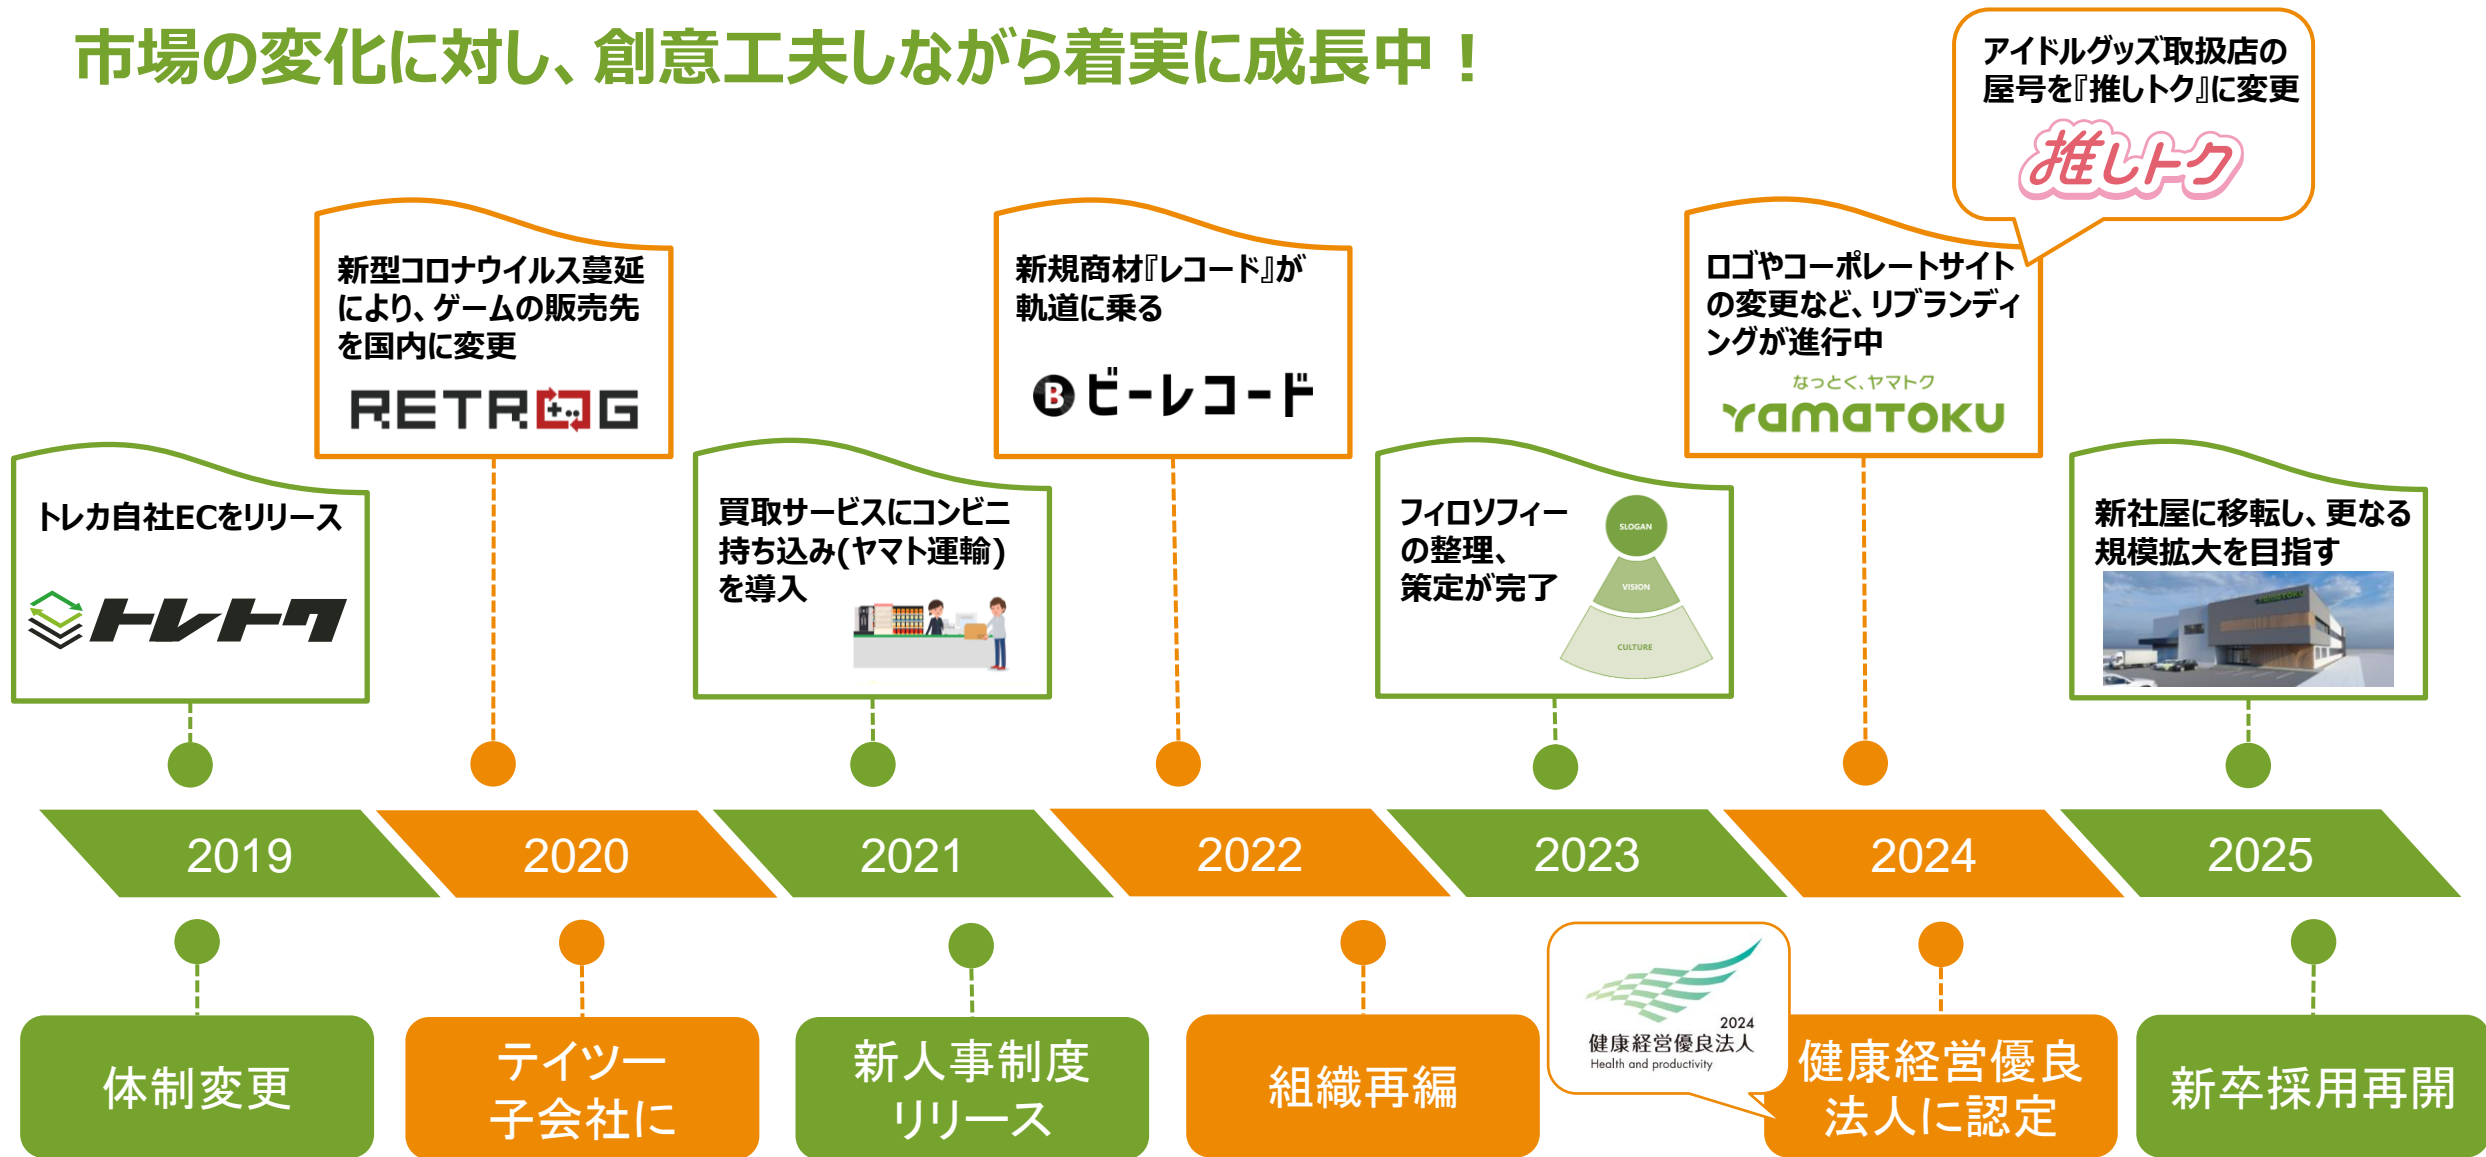 市場の変化に対し、創意工夫しながら着実に成長中！
アイドルグッズ取扱店の
屋号を『推しトク』に変更
推しトク
新型コロナウイルス蔓延
により、ゲームの販売先
を国内に変更
RETROG
新規商材『レコード』が
軌道に乗る
B ビーレコード
ロゴやコーポレートサイト
の変更など、リブランディ
ングが進行中
なっとく、ヤマトク
YAMATOKU
トレカ自社ECをリリース
トレトク
買取サービスにコンビニ
持ち込み(ヤマト運輸)
を導入
フィロソフィー
の整理、
策定が完了
SLOGAN
VISION
CULTURE
新社屋に移転し、更なる
規模拡大を目指す
YAMATOKU
2019
2020
2021
2022
2023
2024
2025
体制変更
テイツー
子会社に
新人事制度
リリース
組織再編
2024
健康経営優良法人
Health and productivity
健康経営優良
法人に認定
新卒採用再開